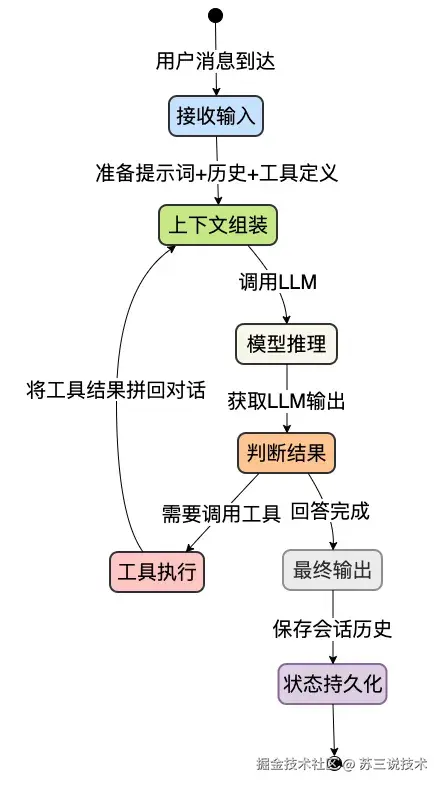 用户消息到达
接收输入
准备提示词+历史+工具定义
上下文组装
调用LLM
模型推理
将工具结果拼回对话
获取LLM输出
判断结果
需要调用工具
回答完成
工具执行
最终输出
保存会话历史
状态持久化
掘金技术社区@ 苏三说技术